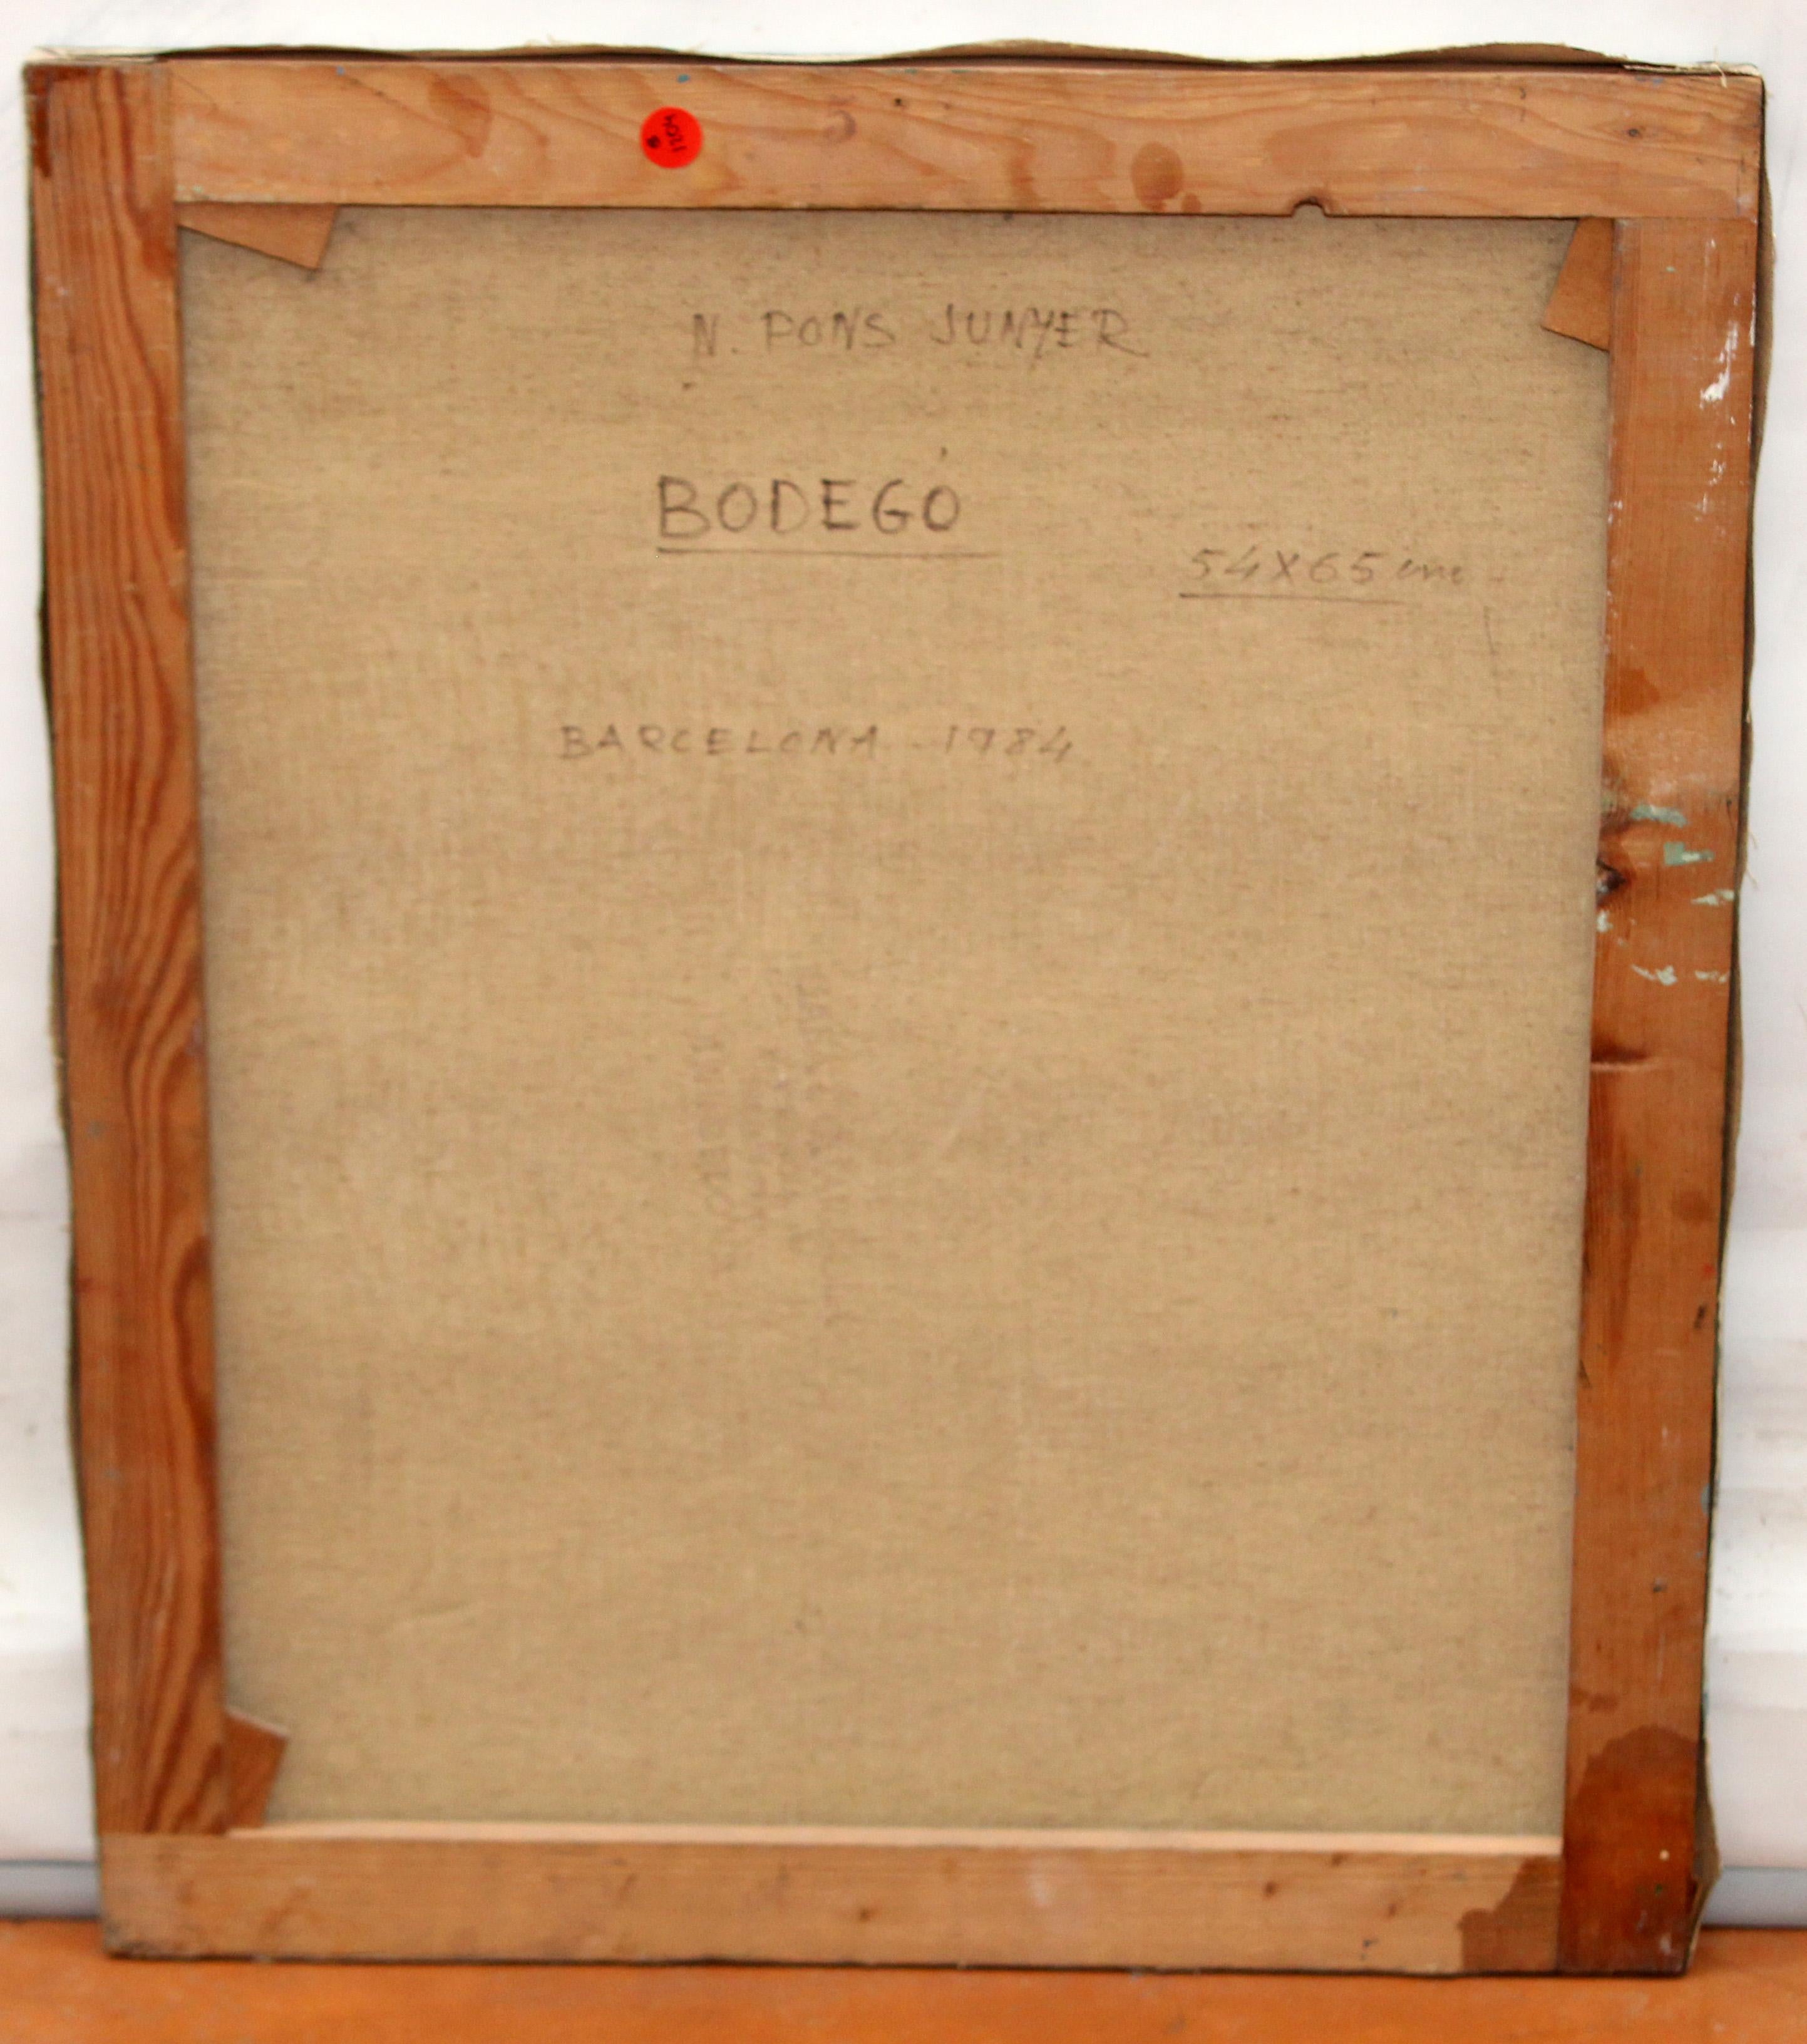 N. PONS JUNYER
BODEGÓ
54X65 cm
BARCELONA - 1984